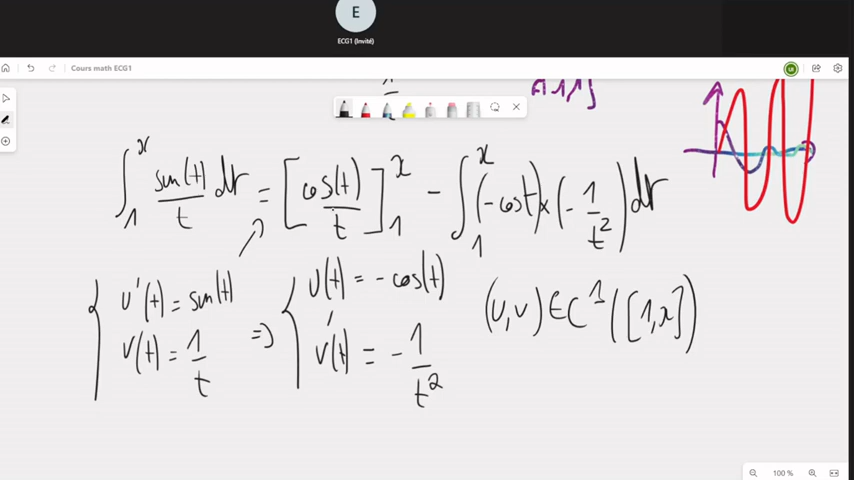 E
ECG1 (Invité)
Cours math ECG1
∫₁ˣ sin(t)/t dt = [cos(t)/t]₁ˣ - ∫₁ˣ (-cost)×(-1/t²) dt
{ u'(t) = sin(t) => { U(t) = -cos(t) (U,v) ∈ C¹([1,x])
v(t) = 1/t v'(t) = -1/t²
100 %